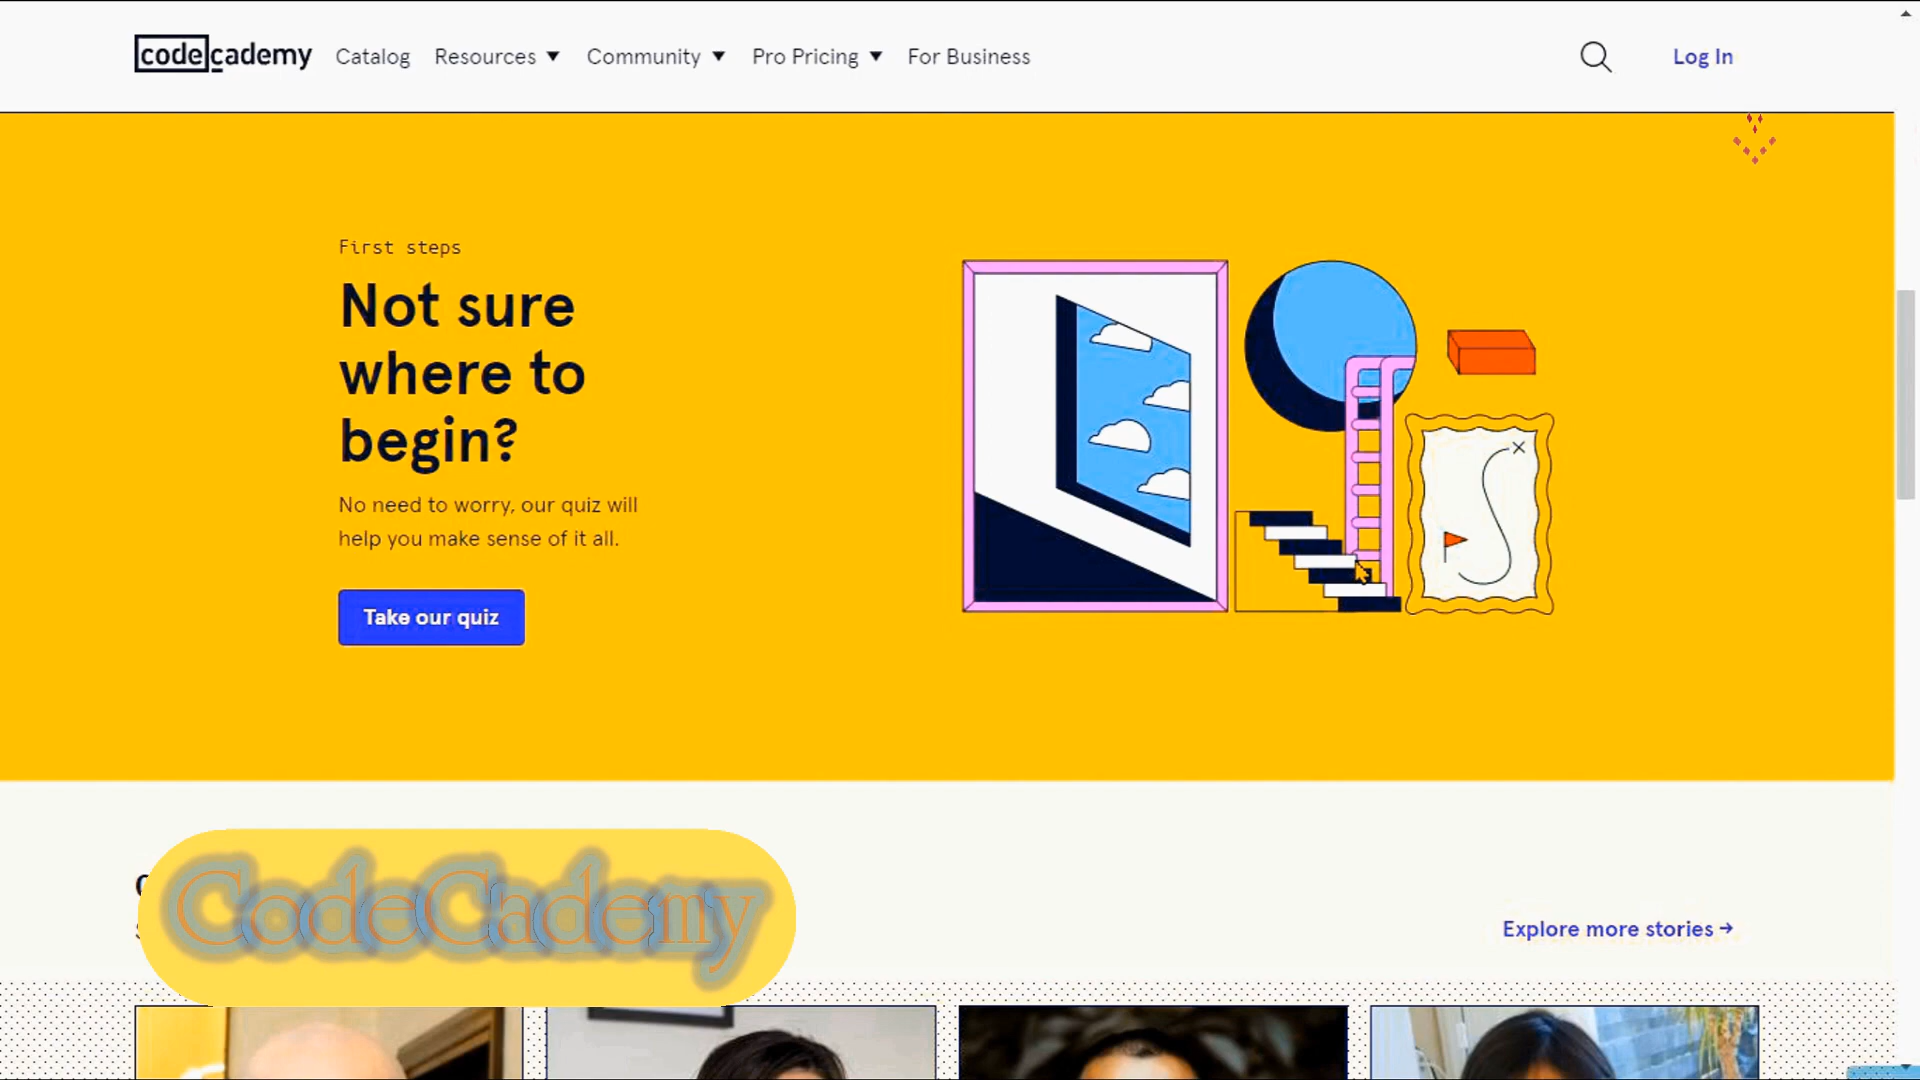 codecademy Catalog Resources Community Pro Pricing For Business Log In
First steps
Not sure
where to
begin?
No need to worry, our quiz will
help you make sense of it all.
Take our quiz
CodeCademy
Explore more stories →